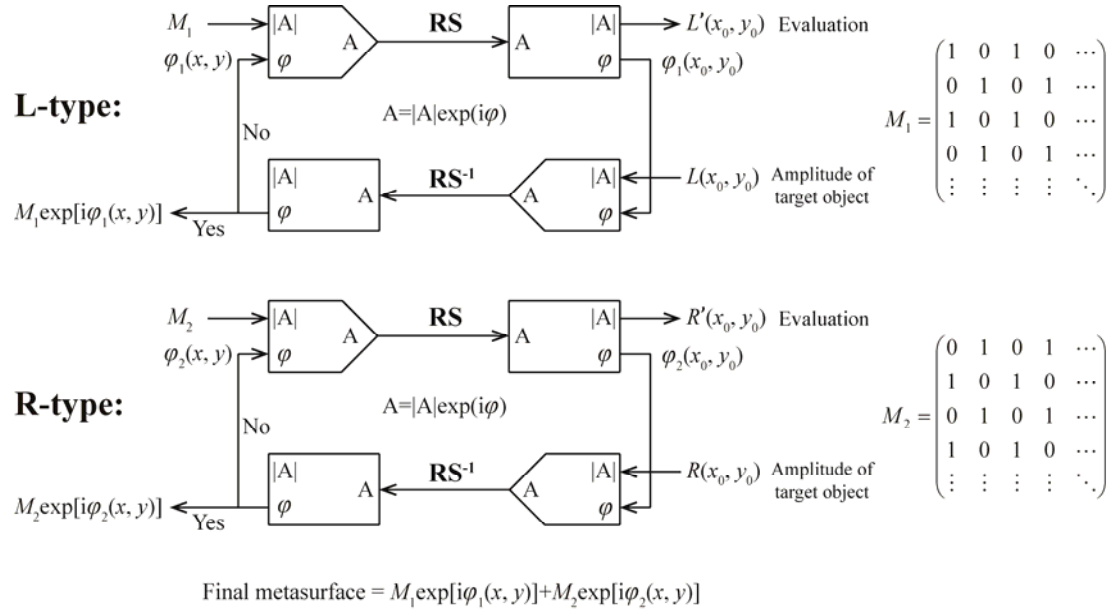 M₁ |A| RS |A| L'(x₀, y₀) Evaluation
A A
φ₁(x, y) φ φ φ₁(x₀, y₀)
L-type:
A=|A|exp(iφ)
No
M₁ = (1 0 1 0 ⋯
0 1 0 1 ⋯
1 0 1 0 ⋯
0 1 0 1 ⋯
⋮ ⋮ ⋮ ⋮ ⋱)
|A| RS⁻¹ |A| L(x₀, y₀) Amplitude of
target object
A A
M₁exp[iφ₁(x, y)] Yes φ φ
M₂ |A| RS |A| R'(x₀, y₀) Evaluation
A A
φ₂(x, y) φ φ φ₂(x₀, y₀)
R-type:
A=|A|exp(iφ)
No
M₂ = (0 1 0 1 ⋯
1 0 1 0 ⋯
0 1 0 1 ⋯
1 0 1 0 ⋯
⋮ ⋮ ⋮ ⋮ ⋱)
|A| RS⁻¹ |A| R(x₀, y₀) Amplitude of
target object
A A
M₂exp[iφ₂(x, y)] Yes φ φ
Final metasurface = M₁exp[iφ₁(x, y)]+M₂exp[iφ₂(x, y)]